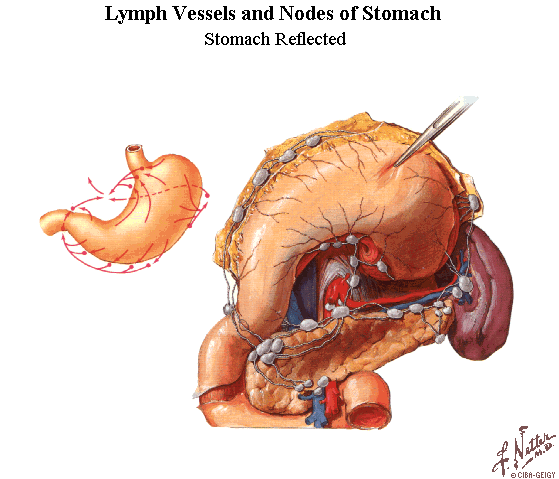 Lymph Vessels and Nodes of Stomach
Stomach Reflected
F. Netter
M.D.
© CIBA-GEIGY